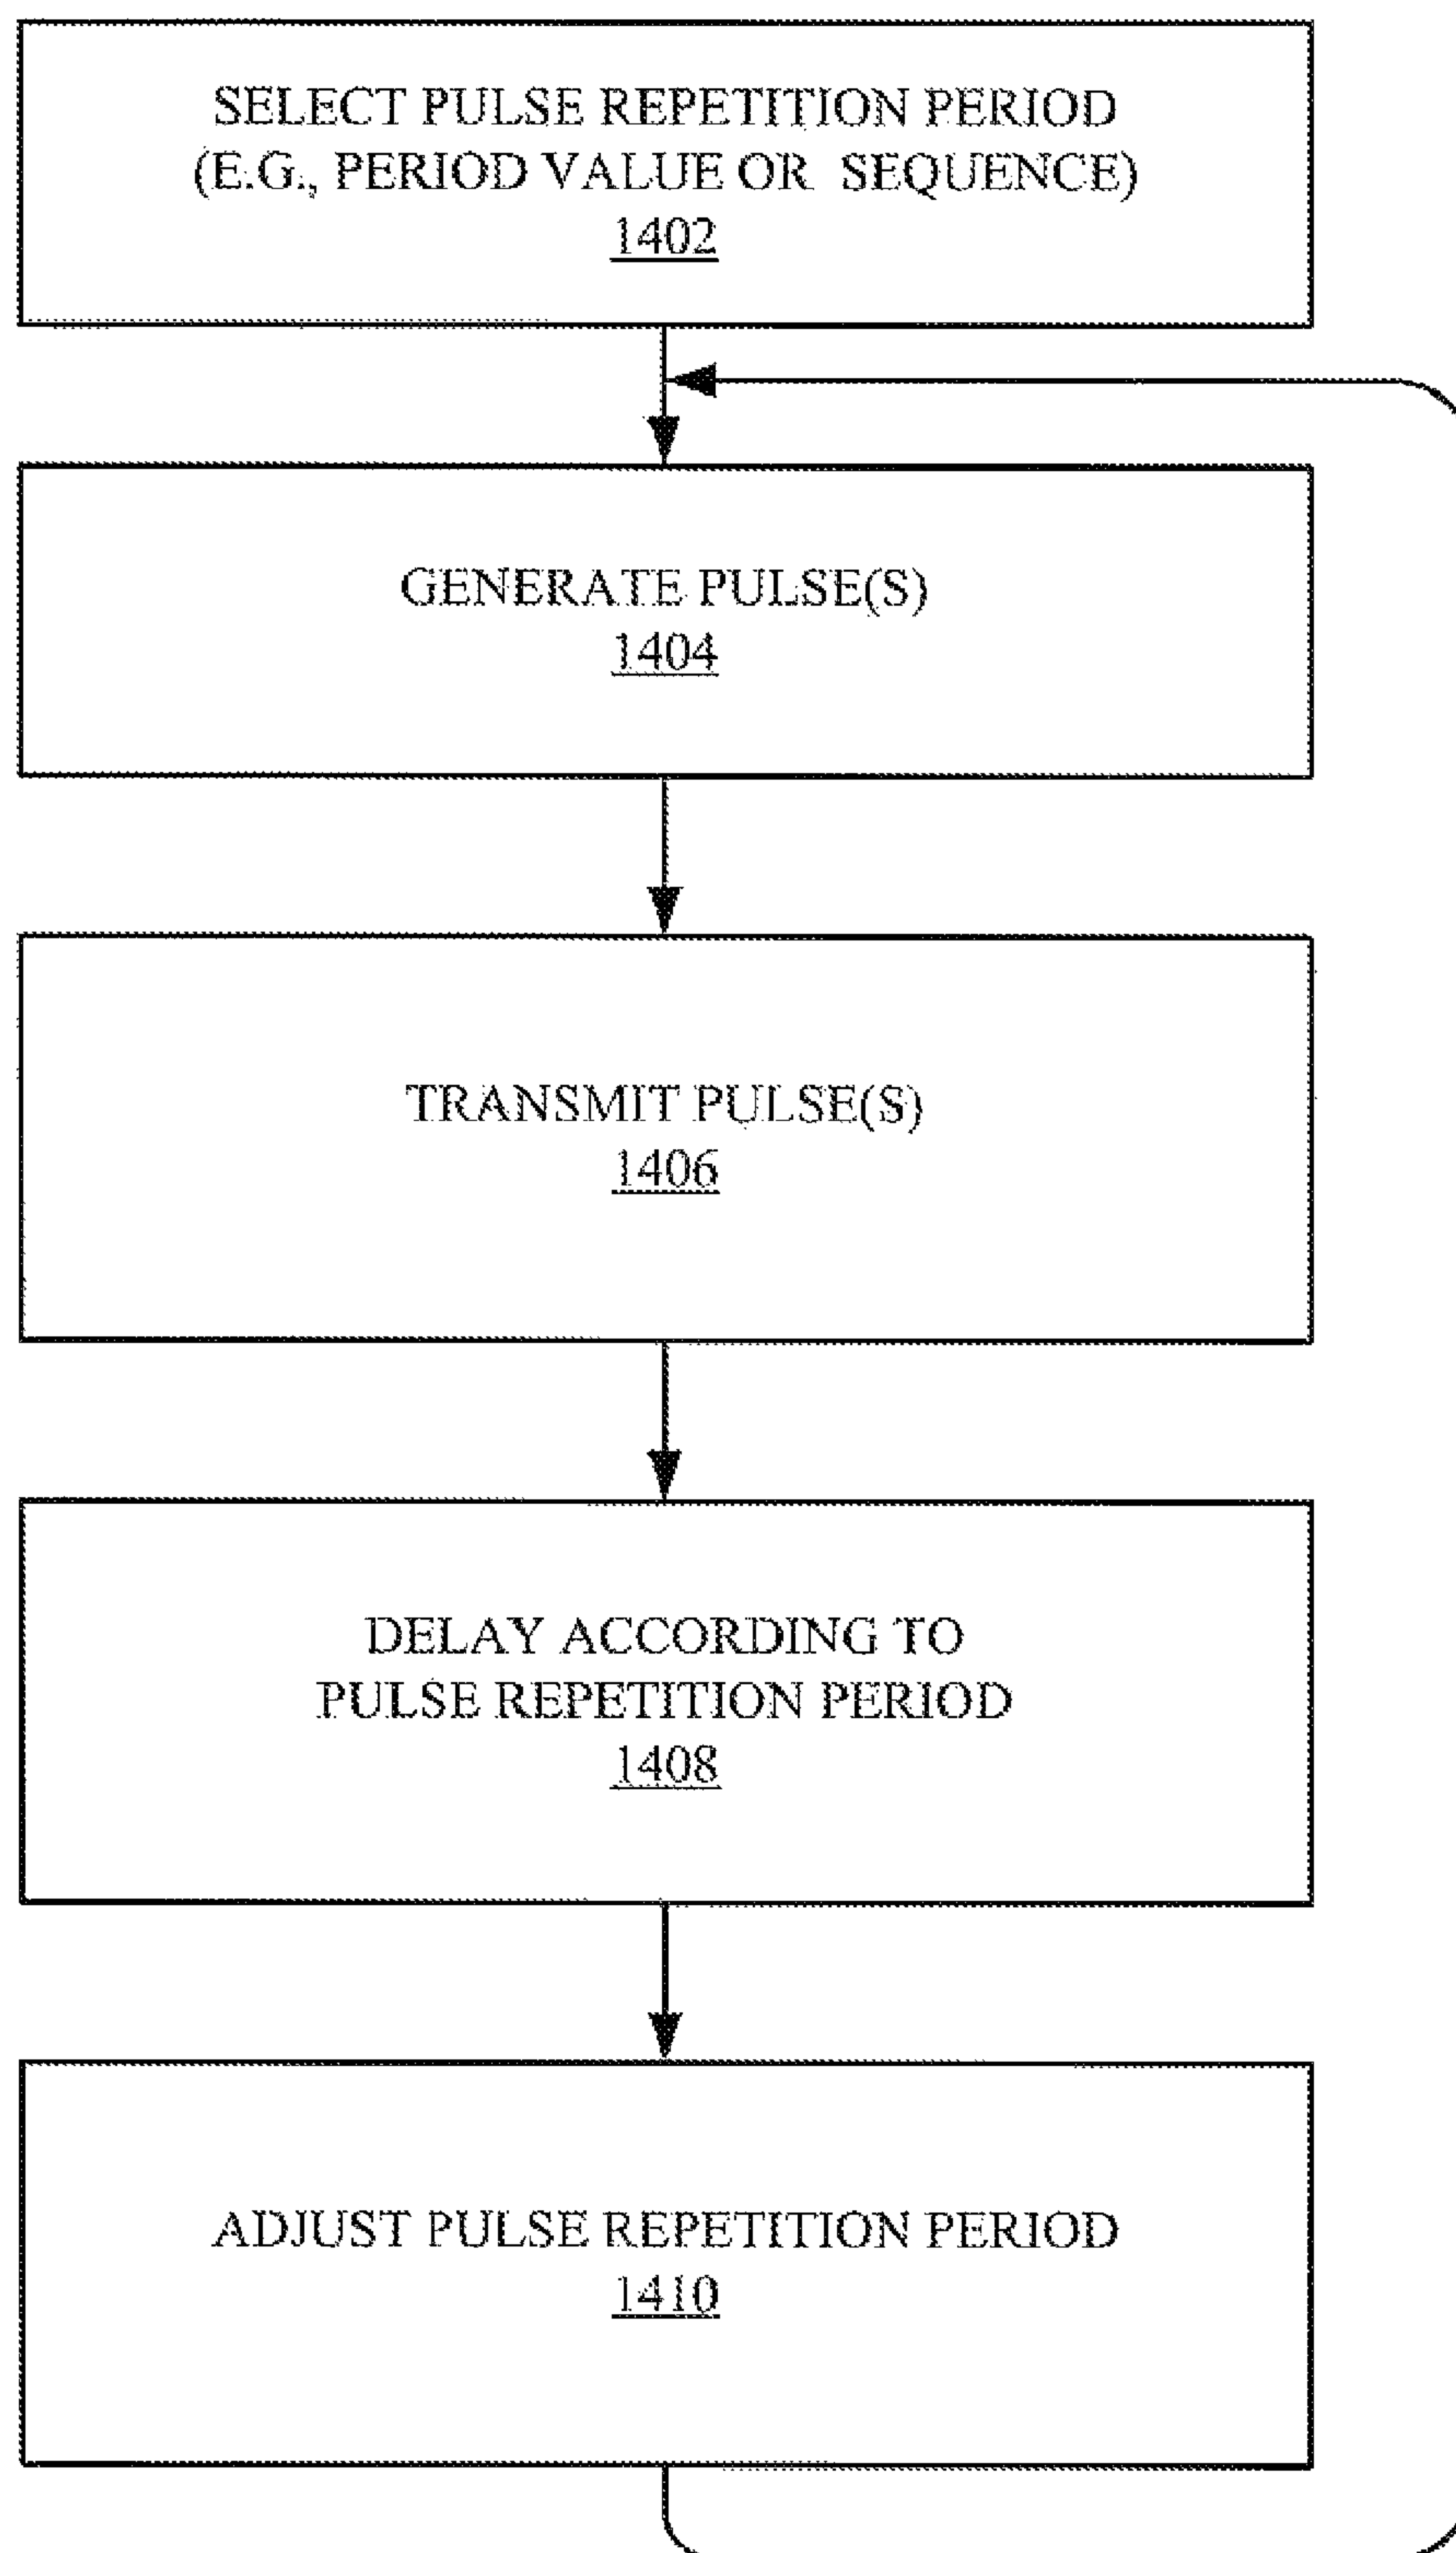 SELECT PULSE REPETITION PERIOD
(E.G., PERIOD VALUE OR SEQUENCE)
1402
GENERATE PULSE(S)
1404
TRANSMIT PULSE(S)
1406
DELAY ACCORDING TO
PULSE REPETITION PERIOD
1408
ADJUST PULSE REPETITION PERIOD
1410